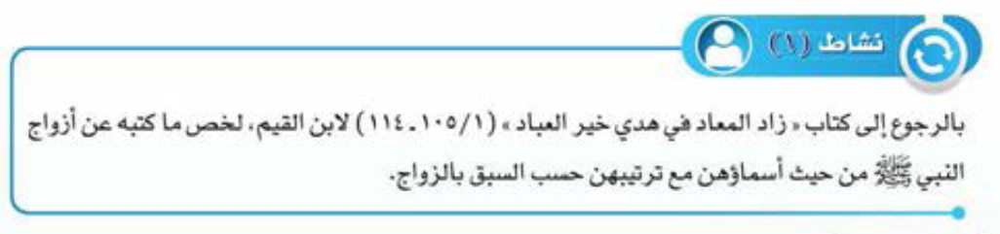 نشاط (١)
بالرجوع إلى كتاب « زاد المعاد في هدي خير العباد » (١٠٥/١ ـ ١١٤) لابن القيم، لخص ما كتبه عن أزواج
النبي ﷺ من حيث أسماؤهن مع ترتيبهن حسب السبق بالزواج.